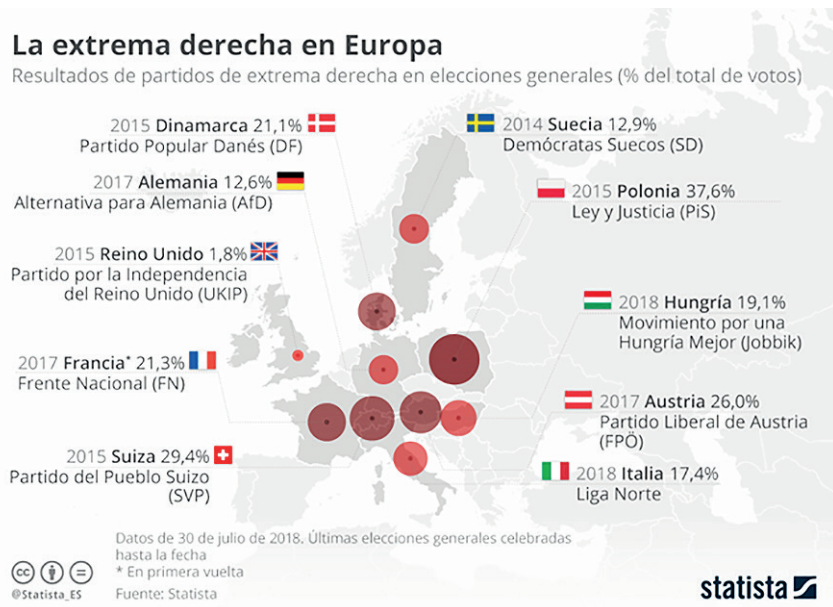 La extrema derecha en Europa
Resultados de partidos de extrema derecha en elecciones generales (% del total de votos)
2015 Dinamarca 21,1%
Partido Popular Danés (DF)
2014 Suecia 12,9%
Demócratas Suecos (SD)
2017 Alemania 12,6%
Alternativa para Alemania (AfD)
2015 Polonia 37,6%
Ley y Justicia (PiS)
2015 Reino Unido 1,8%
Partido por la Independencia
del Reino Unido (UKIP)
2018 Hungría 19,1%
Movimiento por una
Hungría Mejor (Jobbik)
2017 Francia* 21,3%
Frente Nacional (FN)
2017 Austria 26,0%
Partido Liberal de Austria
(FPÖ)
2015 Suiza 29,4%
Partido del Pueblo Suizo
(SVP)
2018 Italia 17,4%
Liga Norte
Datos de 30 de julio de 2018. Últimas elecciones generales celebradas
hasta la fecha
* En primera vuelta
Fuente: Statista
cc
@Statista_ES
statista